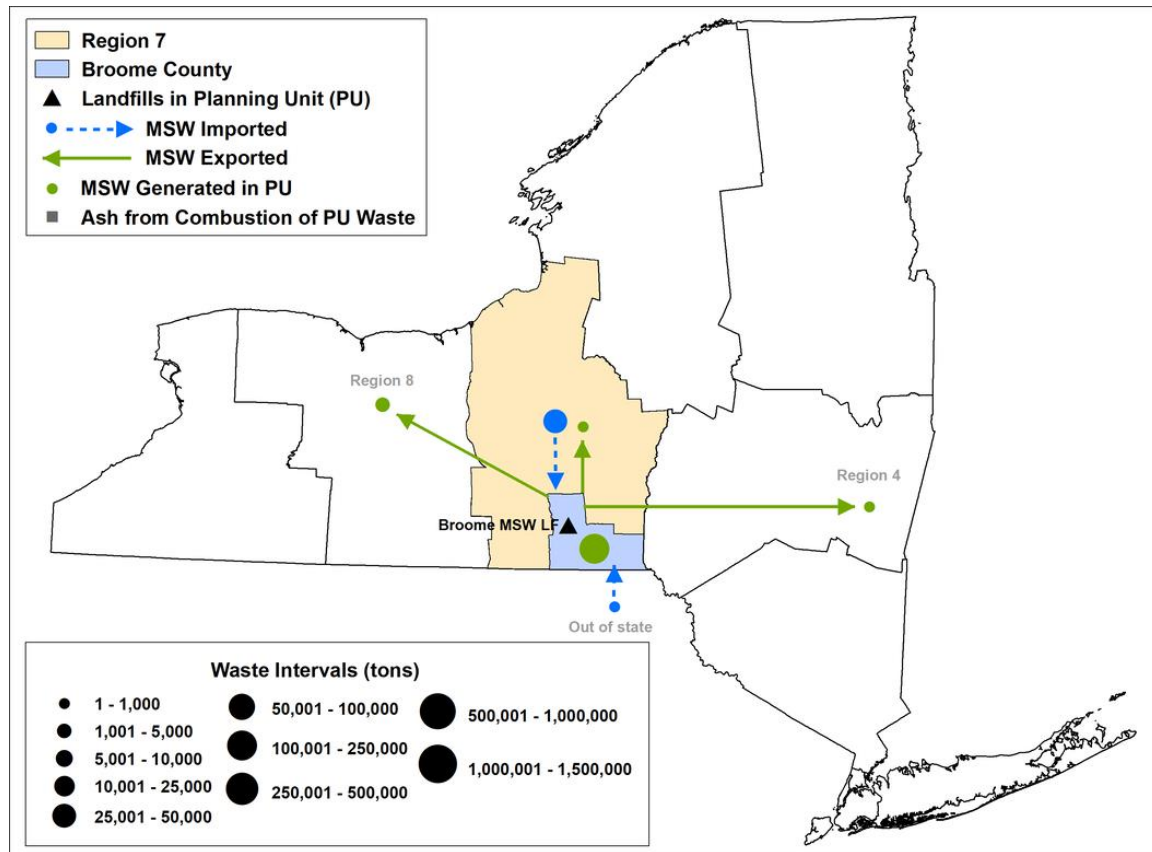 Region 7
Broome County
Landfills in Planning Unit (PU)
MSW Imported
MSW Exported
MSW Generated in PU
Ash from Combustion of PU Waste
Region 8
Region 4
Broome MSW LF
Out of state
Waste Intervals (tons)
1 - 1,000
1,001 - 5,000
5,001 - 10,000
10,001 - 25,000
25,001 - 50,000
50,001 - 100,000
100,001 - 250,000
250,001 - 500,000
500,001 - 1,000,000
1,000,001 - 1,500,000